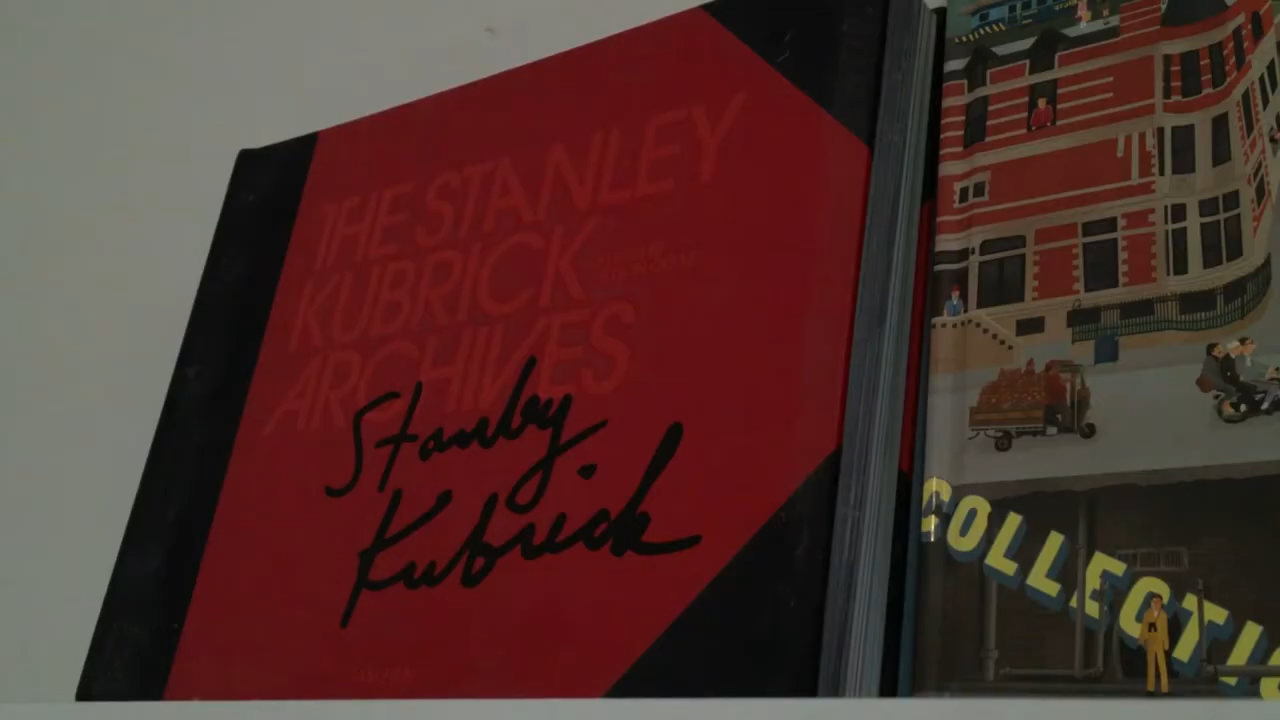 THE STANLEY
KUBRICK
ARCHIVES
Stanley
Kubrick
COLLECTI